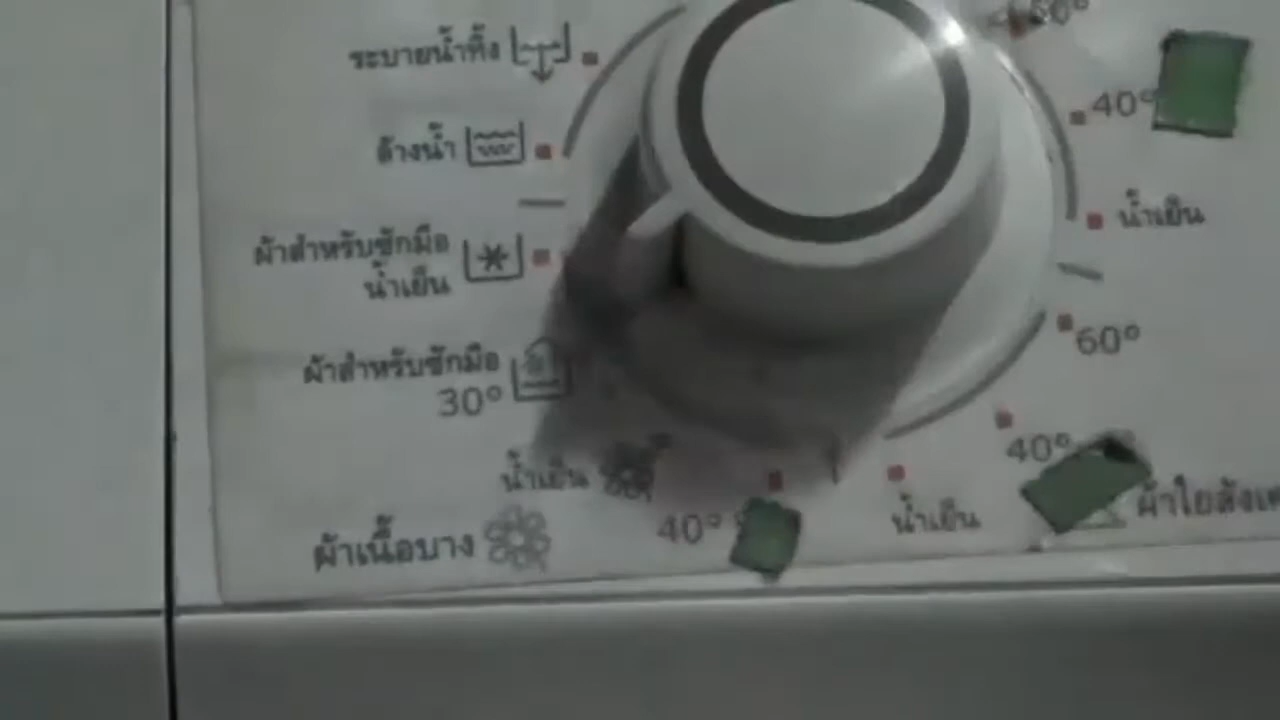 ระบายน้ำทิ้ง
60°
40°
ล้างน้ำ
น้ำเย็น
ผ้าสำหรับซักมือ
น้ำเย็น
60°
ผ้าสำหรับซักมือ
30°
40°
น้ำเย็น
40°
น้ำเย็น
ผ้าใยสังเค
ผ้าเนื้อบาง